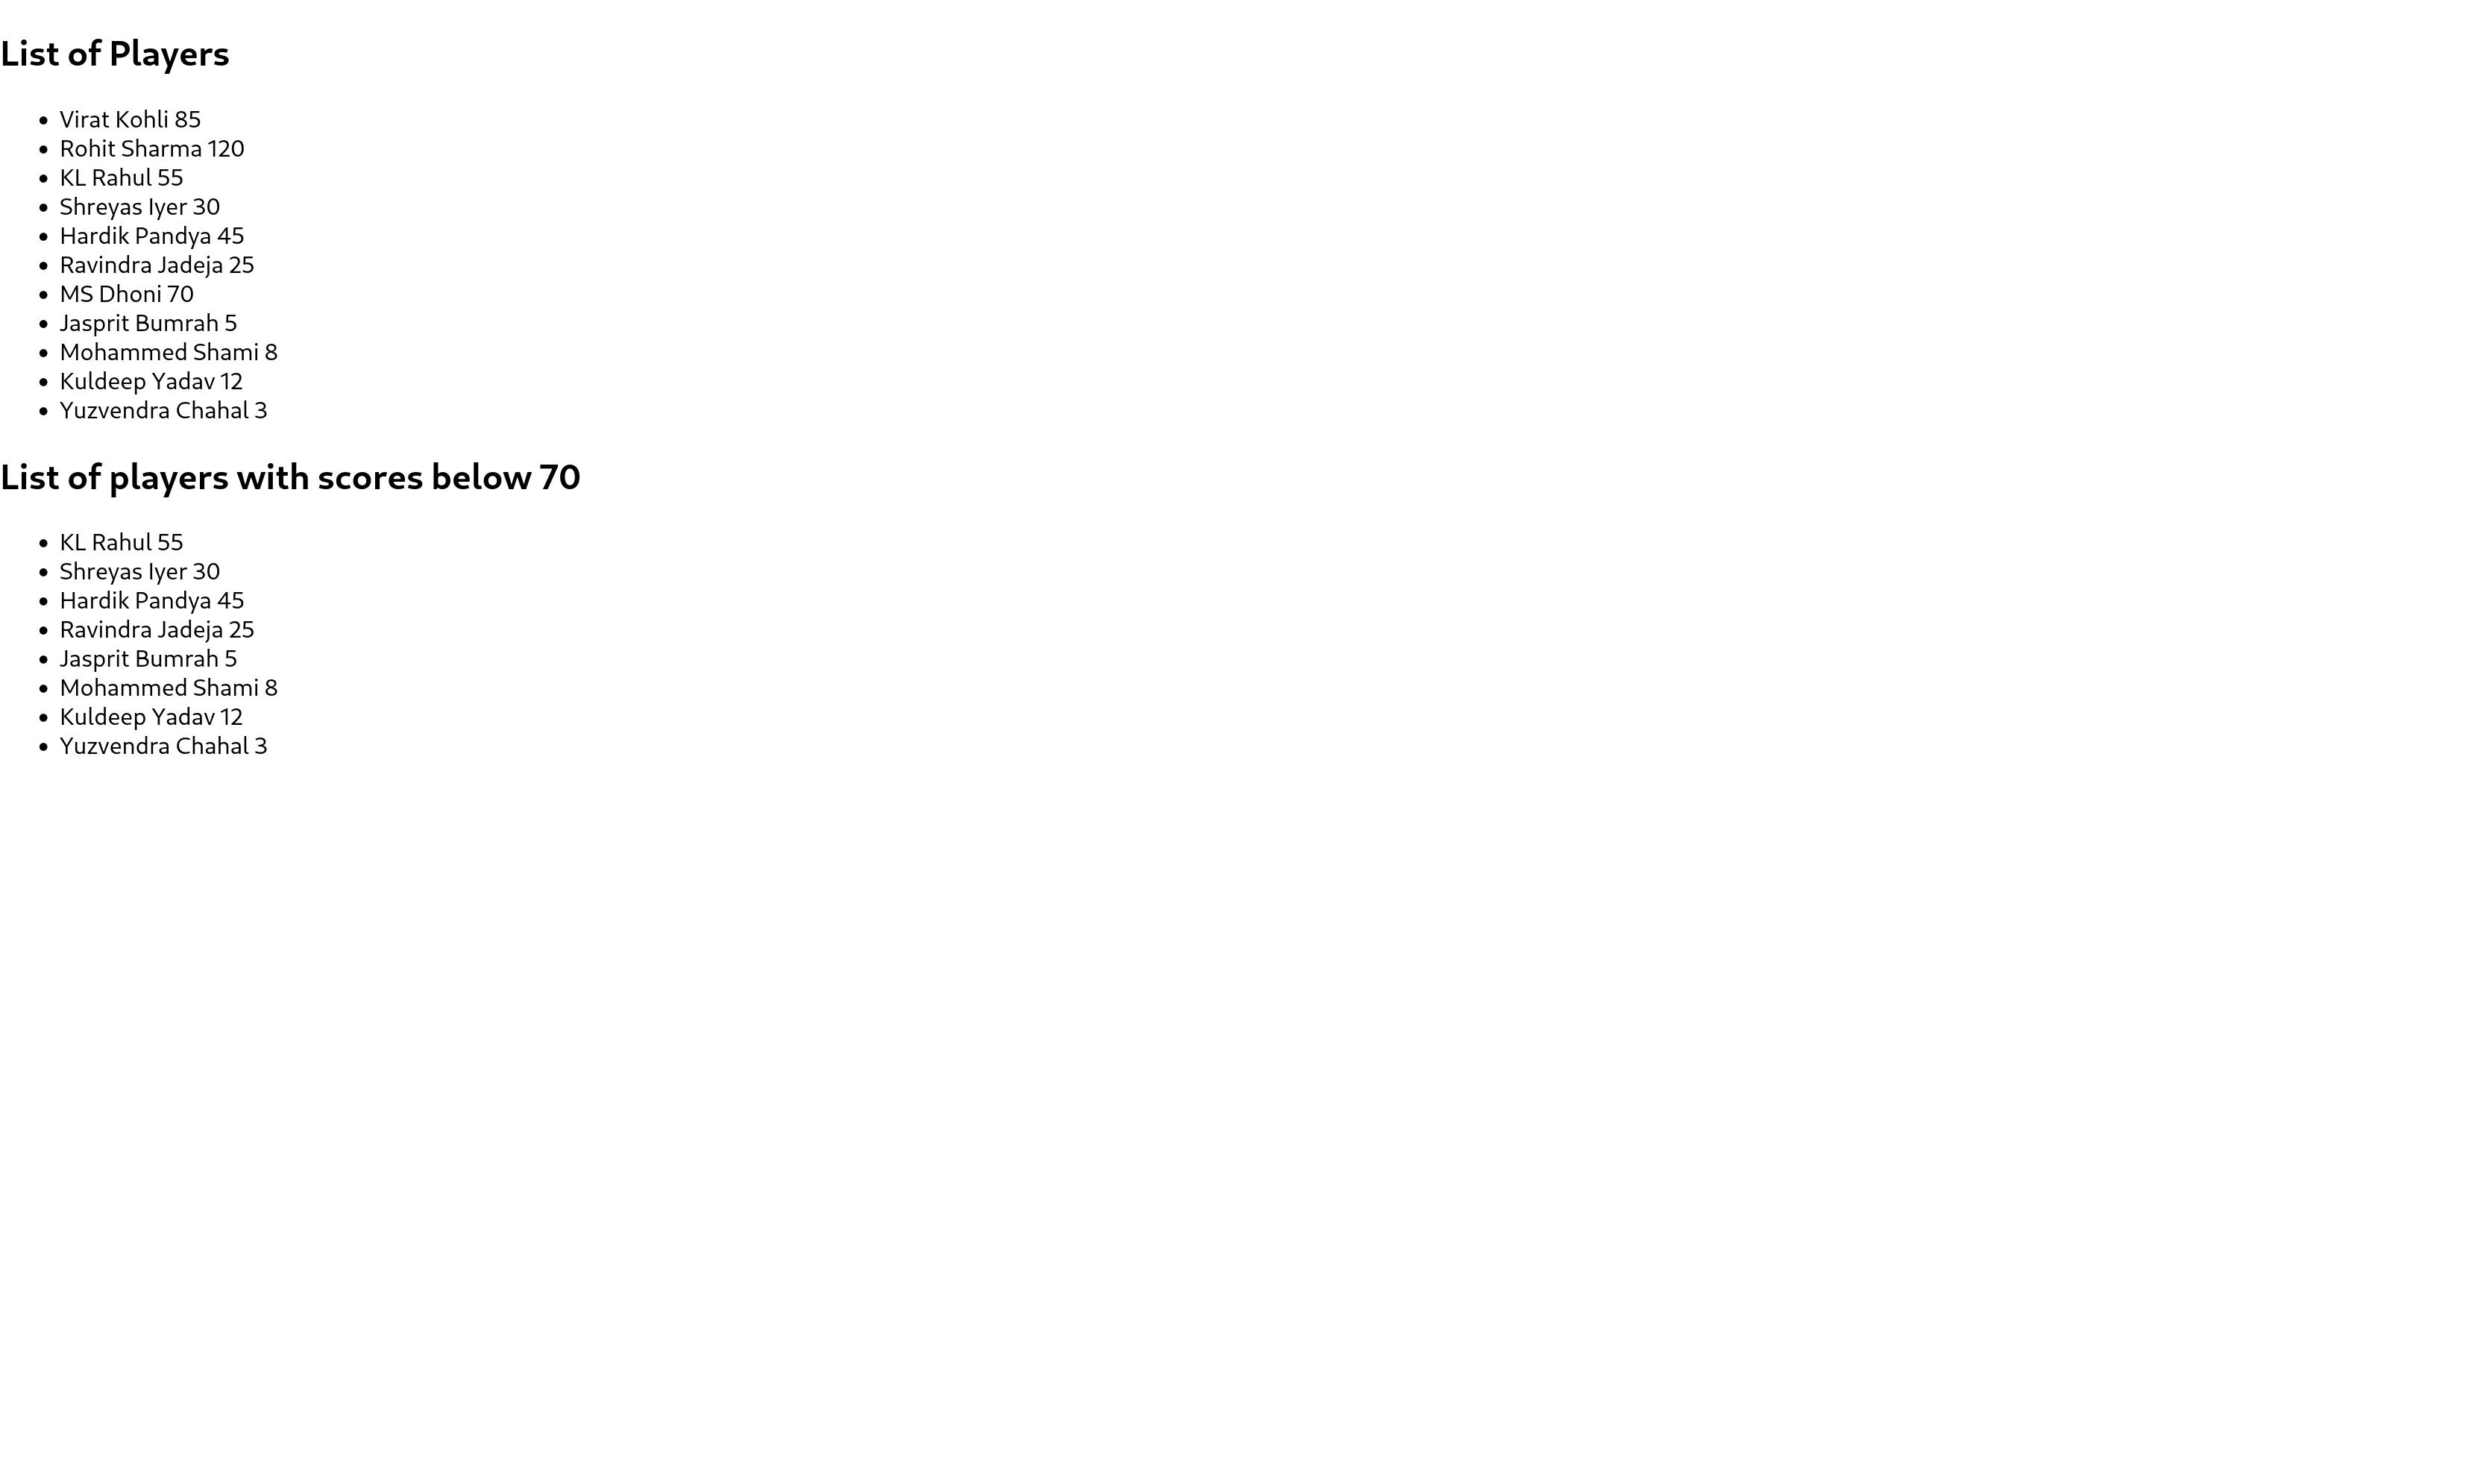 List of Players
Virat Kohli 85
Rohit Sharma 120
KL Rahul 55
Shreyas Iyer 30
Hardik Pandya 45
Ravindra Jadeja 25
MS Dhoni 70
Jasprit Bumrah 5
Mohammed Shami 8
Kuldeep Yadav 12
Yuzvendra Chahal 3
List of players with scores below 70
KL Rahul 55
Shreyas Iyer 30
Hardik Pandya 45
Ravindra Jadeja 25
Jasprit Bumrah 5
Mohammed Shami 8
Kuldeep Yadav 12
Yuzvendra Chahal 3